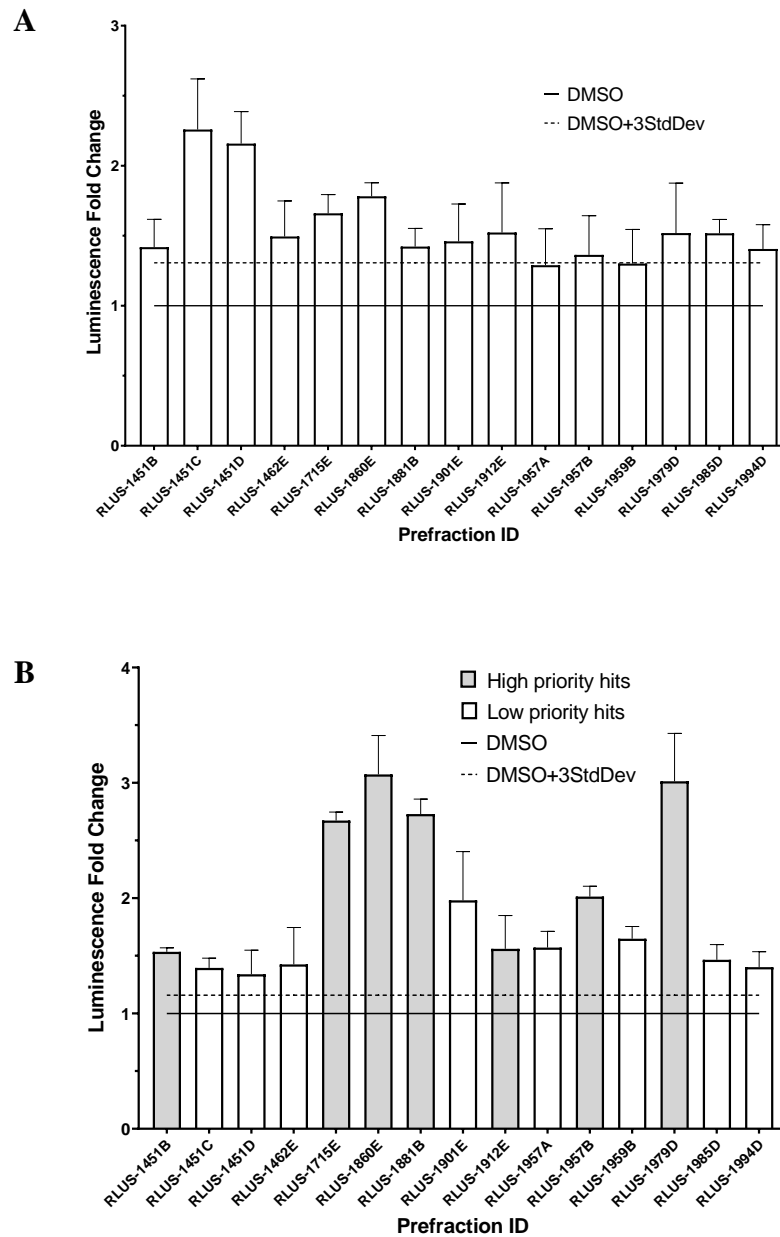 A
Luminescence Fold Change
3
2
1
0
DMSO
DMSO+3StdDev
RLUS-1451B
RLUS-1451C
RLUS-1451D
RLUS-1462E
RLUS-1715E
RLUS-1860E
RLUS-1881B
RLUS-1901E
RLUS-1912E
RLUS-1957A
RLUS-1957B
RLUS-1959B
RLUS-1979D
RLUS-1985D
RLUS-1994D
Prefraction ID
B
Luminescence Fold Change
4
3
2
1
0
High priority hits
Low priority hits
DMSO
DMSO+3StdDev
RLUS-1451B
RLUS-1451C
RLUS-1451D
RLUS-1462E
RLUS-1715E
RLUS-1860E
RLUS-1881B
RLUS-1901E
RLUS-1912E
RLUS-1957A
RLUS-1957B
RLUS-1959B
RLUS-1979D
RLUS-1985D
RLUS-1994D
Prefraction ID